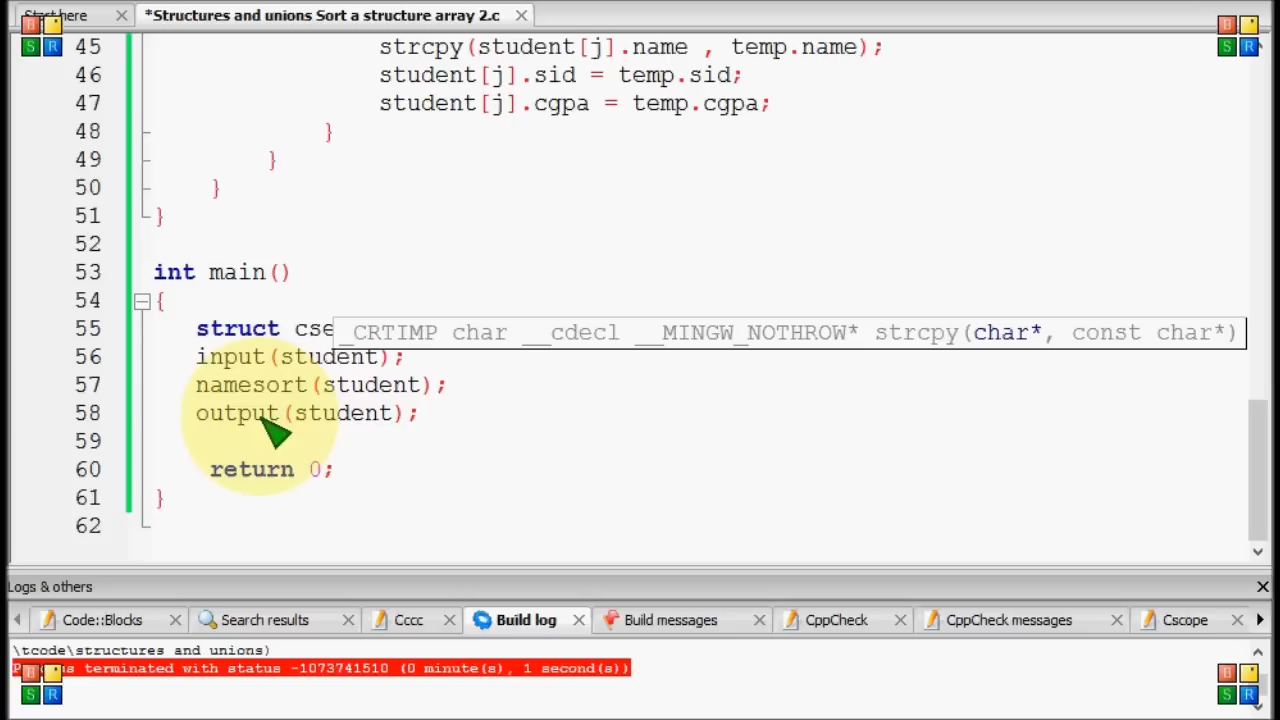 Start here *Structures and unions Sort a structure array 2.c
B
S R
B
S R
45 strcpy(student[j].name , temp.name);
46 student[j].sid = temp.sid;
47 student[j].cgpa = temp.cgpa;
48 }
49 }
50 }
51 }
52
53 int main()
54 {
55 struct cse
_CRTIMP char __cdecl __MINGW_NOTHROW* strcpy(char*, const char*)
56 input(student);
57 namesort(student);
58 output(student);
59
60 return 0;
61 }
62
Logs & others
Code::Blocks Search results Cccc Build log Build messages CppCheck CppCheck messages Cscope
\tcode\structures and unions)
terminated with status -1073741510 (0 minute(s), 1 second(s))
B
S R
B
S R